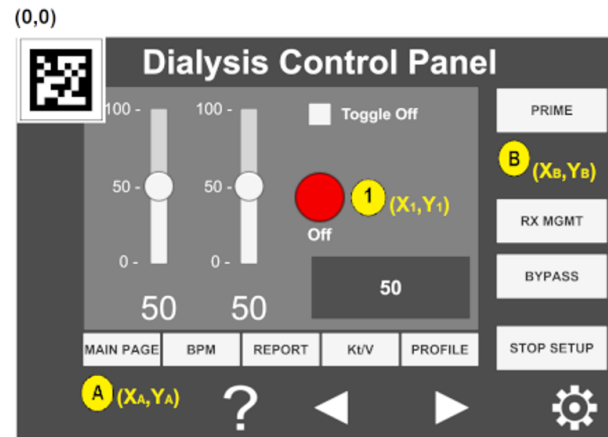 (0,0)
Dialysis Control Panel
100 -
100 -
Toggle Off
PRIME
B
(XB,YB)
50 -
50 -
1
(X1,Y1)
Off
RX MGMT
0 -
0 -
50
BYPASS
50
50
MAIN PAGE
BPM
REPORT
Kt/V
PROFILE
STOP SETUP
A
(XA,YA)
?